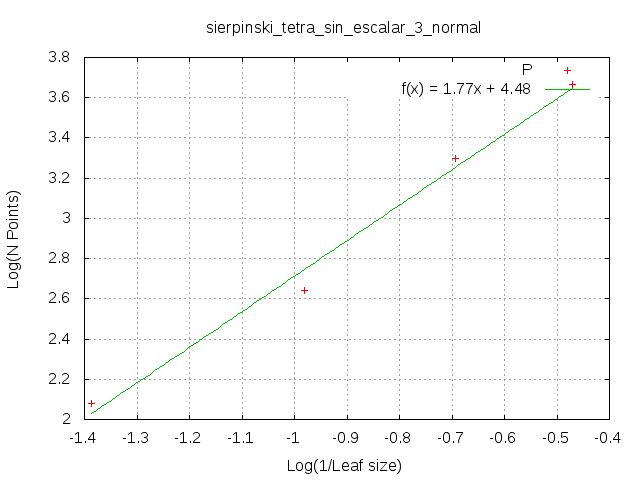 sierpinski_tetra_sin_escalar_3_normal
3.8
3.6
3.4
3.2
3
2.8
2.6
2.4
2.2
2
Log(N Points)
P
f(x) = 1.77x + 4.48
-1.4 -1.3 -1.2 -1.1 -1 -0.9 -0.8 -0.7 -0.6 -0.5 -0.4
Log(1/Leaf size)